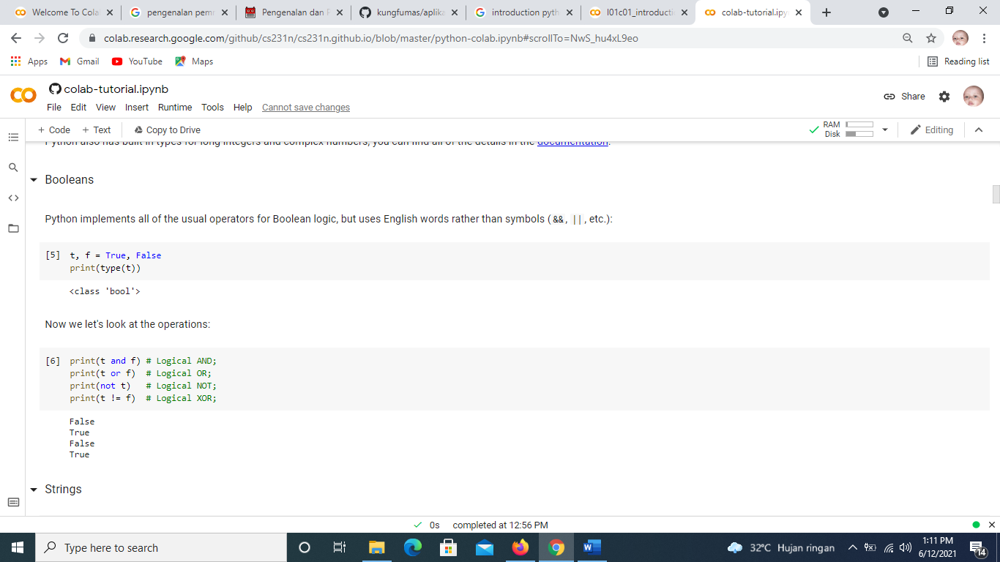 Welcome To Cola
pengenalan pem
Pengenalan dan P
kungfumas/aplika
introduction pyth
l01c01_introducti
colab-tutorial.ipy
colab.research.google.com/github/cs231n/cs231n.github.io/blob/master/python-colab.ipynb#scrollTo=NwS_hu4xL9eo
Apps
Gmail
YouTube
Maps
Reading list
colab-tutorial.ipynb
Share
File Edit View Insert Runtime Tools Help Cannot save changes
+ Code + Text Copy to Drive
RAM
Disk
Editing
Python also has built in types for long integers and complex numbers; you can find all of the details in the documentation.
Booleans
Python implements all of the usual operators for Boolean logic, but uses English words rather than symbols (&&, ||, etc.):
[5] t, f = True, False
print(type(t))
<class 'bool'>
Now we let's look at the operations:
[6] print(t and f) # Logical AND;
print(t or f)  # Logical OR;
print(not t)   # Logical NOT;
print(t != f)  # Logical XOR;
False
True
False
True
Strings
0s completed at 12:56 PM
Type here to search
32°C Hujan ringan
1:11 PM
6/12/2021
14